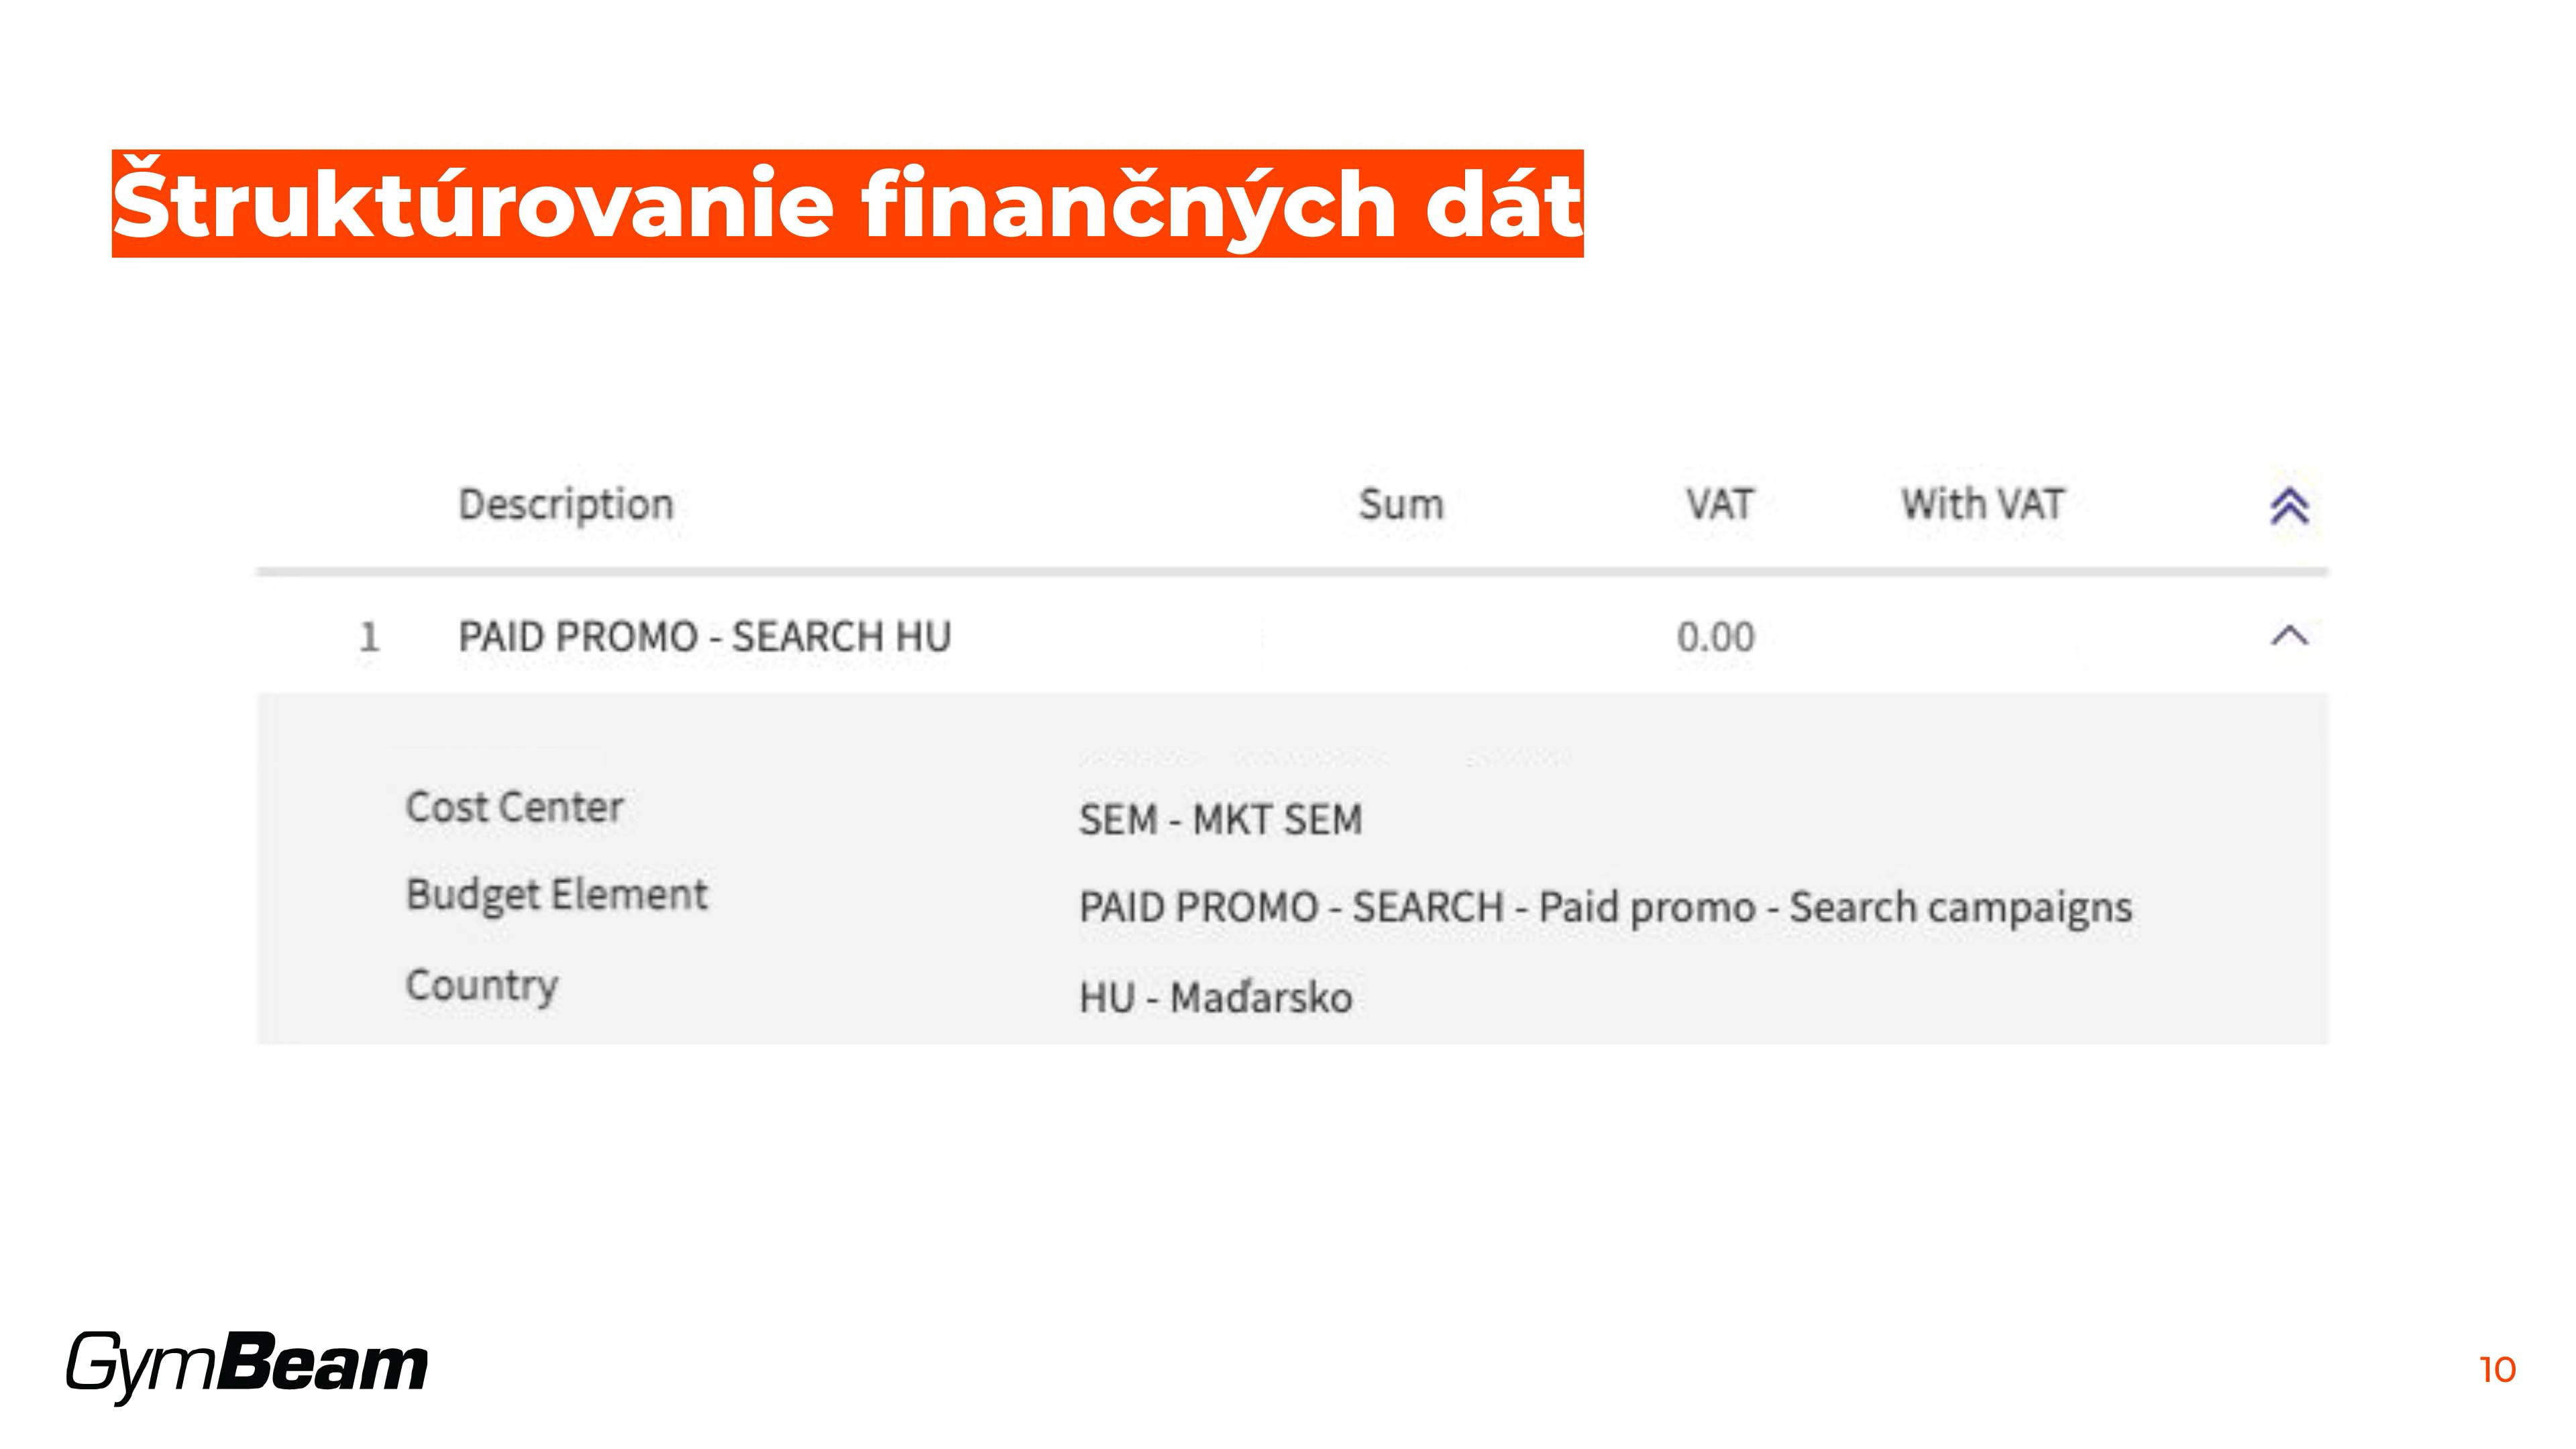 Štruktúrovanie finančných dát
Description Sum VAT With VAT
1 PAID PROMO - SEARCH HU 0.00
Cost Center SEM - MKT SEM
Budget Element PAID PROMO - SEARCH - Paid promo - Search campaigns
Country HU - Maďarsko
GymBeam 10